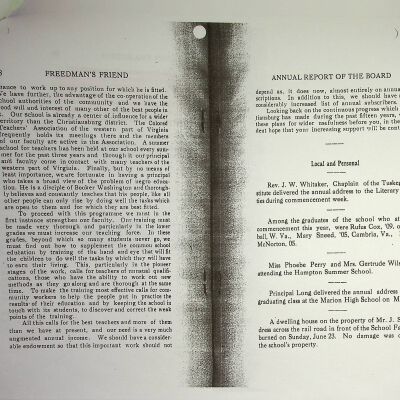 8 FREEDMAN'S FRIEND
tance to work up to any position for which he is fitted.
We have further, the advantage of the co-operation of the
school authorities of the community and we have the
good will and interest of many other of the best people in
it. Our school is already a center of influence for a wider
territory than the Christiansburg district. The Colored
Teachers' Association of the western part of Virginia
frequently holds its meetings there and the members
of our faculty are active in the Association. A summer
school for teachers has been held at our school every sum-
mer for the past three years and through it our principal
and faculty come in contact with many teachers of the
western part of Virginia. Finally, but by no means of
least importance, we are fortunate in having a principal
who takes a broad view of the problem of negro educa-
tion. He is a disciple of Booker Washington and thorough-
ly believes and constantly teaches that his people, like all
other people can only rise by doing well the tasks which
are open to them and for which they are best fitted.
To proceed with this programme we must in the
first instance strengthen our faculty. Our training must
be made very thorough and particularly in the lower
grades we must increase our teaching force. In these
grades, beyond which so many students never go, we
must find out how to supplement the common school
education by training of the hand and eye that will fit
the children to do well the tasks which they will have
to earn their living. This, particularly in the pioneer
stages of the work, calls for teachers of unusual qualifi-
cations, those who have the ability to work out new
methods as they go along and are thorough at the same
time. To make the training most effective calls for com-
munity workers to help the people put in practice the
results of their education and by keeping the school in
touch with its students, to discover and correct the weak
points of the training.
All this calls for the best teachers and more of them
than we have at present, and our need is a very much
augmented annual income. We should have a consider-
able endowment so that this important work should not
ANNUAL REPORT OF THE BOARD
depend as, it does now, almost entirely on annual
scriptions. In addition to this, we should have
considerably increased list of annual subscribers.
Looking back on the continuous progress which
tiansburg has made during the past fifteen years,
these plans for wider usefulness before you, in the
dent hope that your increasing support will be cont
Local and Personal
Rev. J. W. Whitaker, Chaplain of the Tuskeg
stitute delivered the annual address to the Literary
ties during commencement week.
Among the graduates of the school who at
commencement this year, were Rufus Cox, '09, o
bell, W. Va., Mary Sneed, '05, Cambria, Va.,
McNorton, 05.
Miss Phoebe Perry and Mrs. Gertrude Wils
attending the Hampton Summer School.
Principal Long delivered the annual address
graduating class at the Marion High School on M
A dwelling house on the property of Mr. J. S
dress across the rail road in front of the School Fa
burned on Sunday, June 23. No damage was
the school's property.